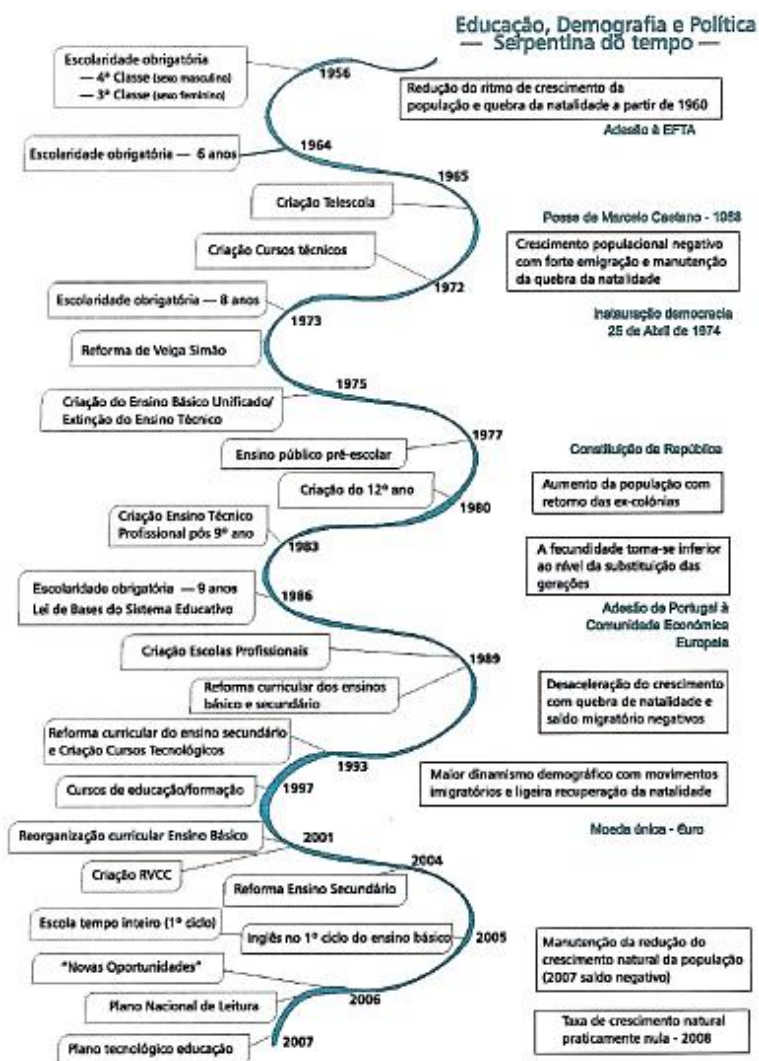 Educação, Demografia e Política
— Serpentina do tempo —
Escolaridade obrigatória
— 4ª Classe (sexo masculino)
— 3ª Classe (sexo feminino)
1956
Redução do ritmo de crescimento da
população e quebra da natalidade a partir de 1960
Adesão à EFTA
Escolaridade obrigatória — 6 anos
1964
1965
Criação Telescola
Posse de Marcelo Caetano - 1968
Criação Cursos técnicos
Crescimento populacional negativo
com forte emigração e manutenção
da quebra da natalidade
1972
Escolaridade obrigatória — 8 anos
1973
Instauração democracia
25 de Abril de 1974
Reforma de Veiga Simão
1975
Criação do Ensino Básico Unificado/
Extinção do Ensino Técnico
1977
Ensino público pré-escolar
Constituição da República
Criação do 12º ano
1980
Aumento da população com
retorno das ex-colónias
Criação Ensino Técnico
Profissional pós 9º ano
1983
A fecundidade torna-se inferior
ao nível da substituição das
gerações
Escolaridade obrigatória — 9 anos
Lei de Bases do Sistema Educativo
1986
Adesão de Portugal à
Comunidade Económica
Europeia
Criação Escolas Profissionais
1989
Reforma curricular dos ensinos
básico e secundário
Desaceleração do crescimento
com quebra de natalidade e
saldo migratório negativos
Reforma curricular do ensino secundário
e Criação Cursos Tecnológicos
1993
Cursos de educação/formação
1997
Maior dinamismo demográfico com movimentos
imigratórios e ligeira recuperação da natalidade
Moeda única - €uro
Reorganização curricular Ensino Básico
2001
Criação RVCC
2004
Reforma Ensino Secundário
Escola tempo inteiro (1º ciclo)
Inglês no 1º ciclo do ensino básico
2005
Manutenção da redução do
crescimento natural da população
(2007 saldo negativo)
"Novas Oportunidades"
2006
Plano Nacional de Leitura
Taxa de crescimento natural
praticamente nula - 2008
2007
Plano tecnológico educação